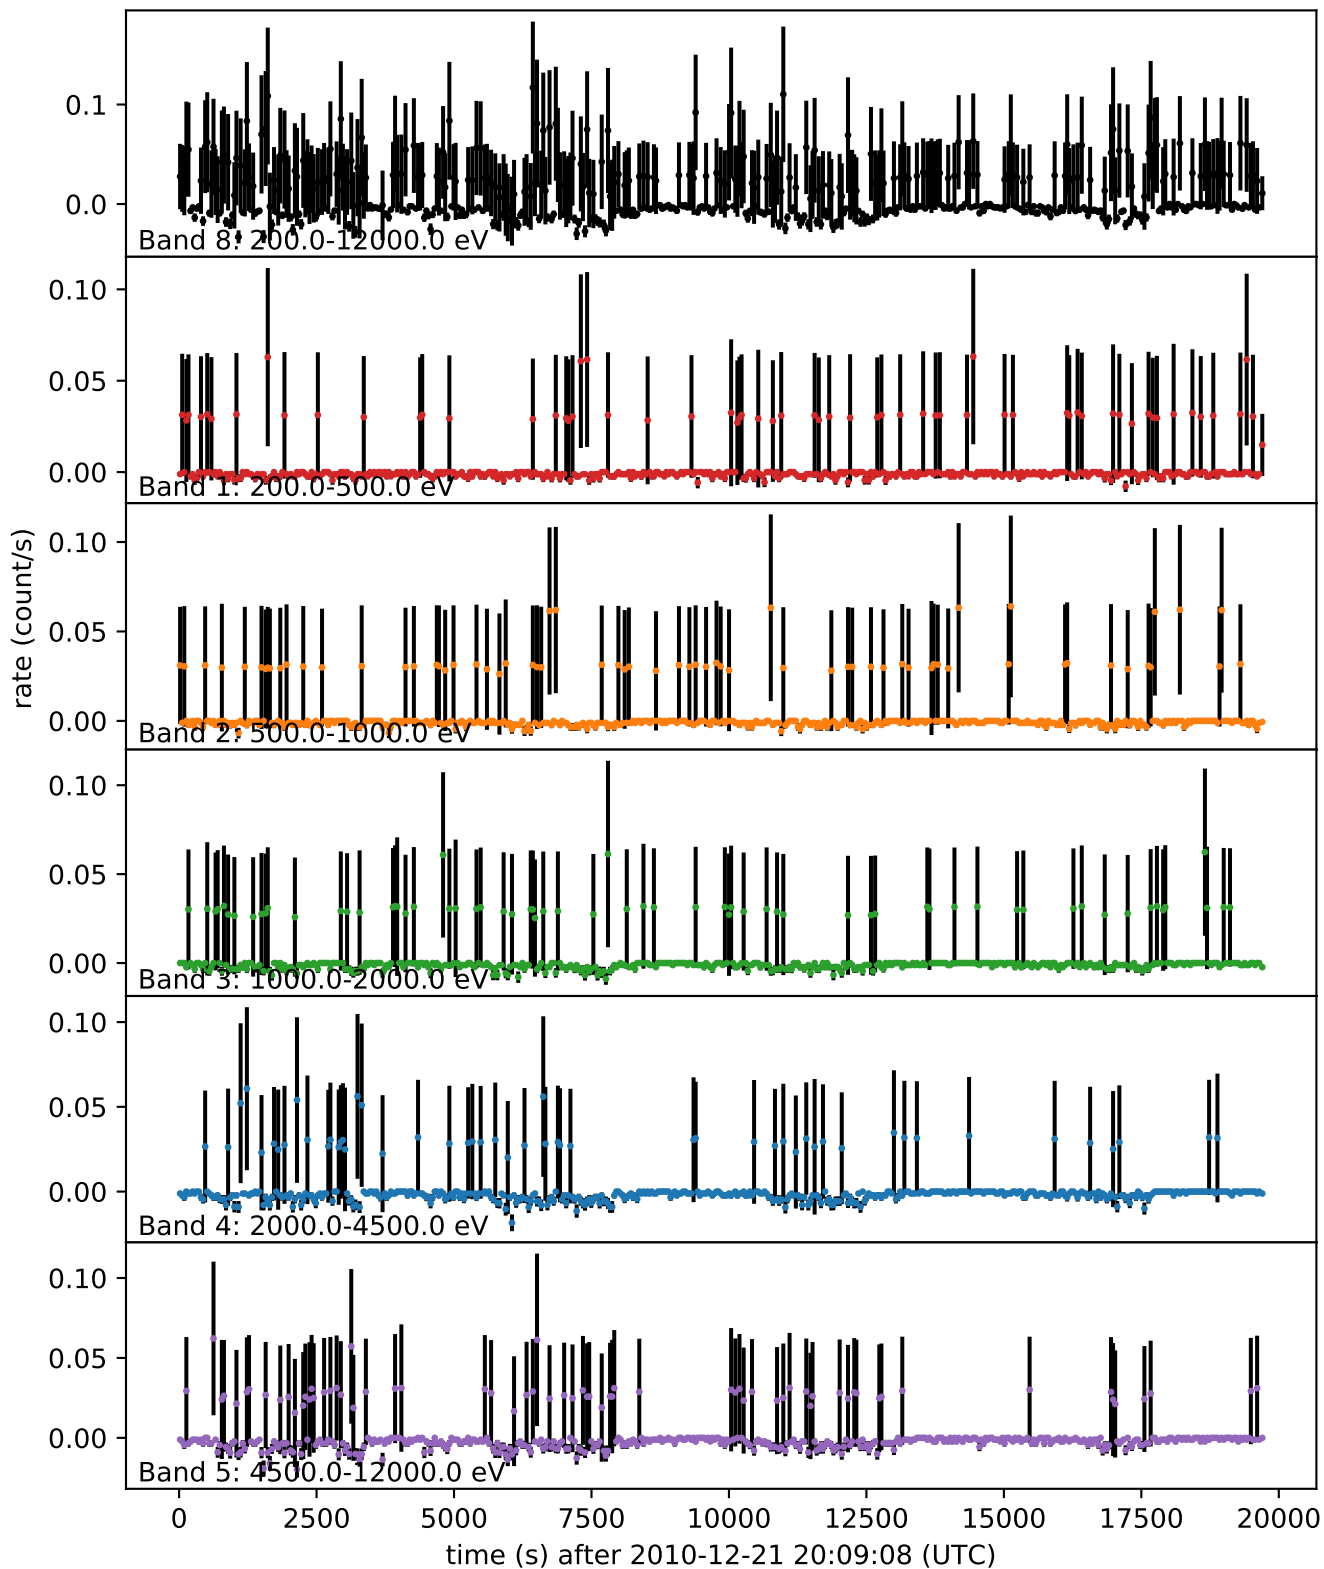 0.1
0.0
Band 8: 200.0-12000.0 eV
0.10
0.05
0.00
Band 1: 200.0-500.0 eV
0.10
0.05
0.00
Band 2: 500.0-1000.0 eV
rate (count/s)
0.10
0.05
0.00
Band 3: 1000.0-2000.0 eV
0.10
0.05
0.00
Band 4: 2000.0-4500.0 eV
0.10
0.05
0.00
Band 5: 4500.0-12000.0 eV
0 2500 5000 7500 10000 12500 15000 17500 20000
time (s) after 2010-12-21 20:09:08 (UTC)